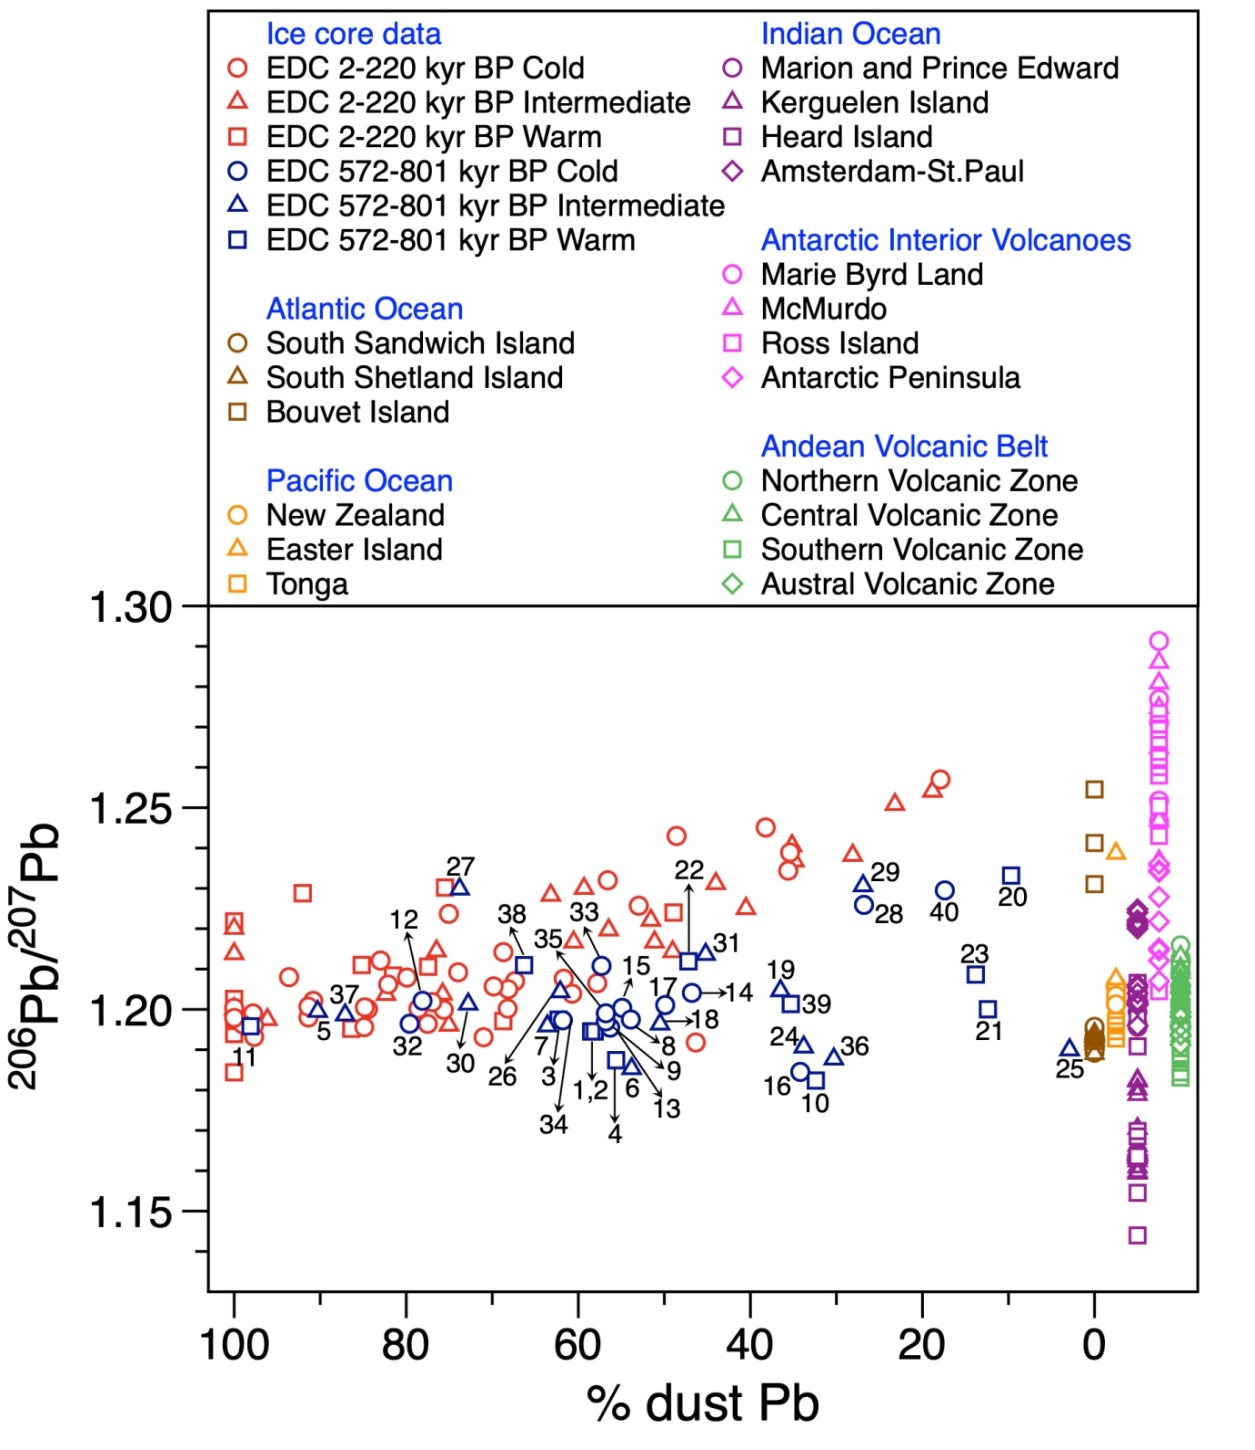 Ice core data
EDC 2-220 kyr BP Cold
EDC 2-220 kyr BP Intermediate
EDC 2-220 kyr BP Warm
EDC 572-801 kyr BP Cold
EDC 572-801 kyr BP Intermediate
EDC 572-801 kyr BP Warm
Atlantic Ocean
South Sandwich Island
South Shetland Island
Bouvet Island
Pacific Ocean
New Zealand
Easter Island
Tonga
Indian Ocean
Marion and Prince Edward
Kerguelen Island
Heard Island
Amsterdam-St.Paul
Antarctic Interior Volcanoes
Marie Byrd Land
McMurdo
Ross Island
Antarctic Peninsula
Andean Volcanic Belt
Northern Volcanic Zone
Central Volcanic Zone
Southern Volcanic Zone
Austral Volcanic Zone
1.30
1.25
1.20
1.15
206Pb/207Pb
27
22
29
20
12
38
33
28
40
35
31
15
23
37
17
19
14
39
5
18
21
11
32
24
36
30
7
8
25
26
3
9
16
1,2
6
10
13
34
4
100
80
60
40
20
0
% dust Pb